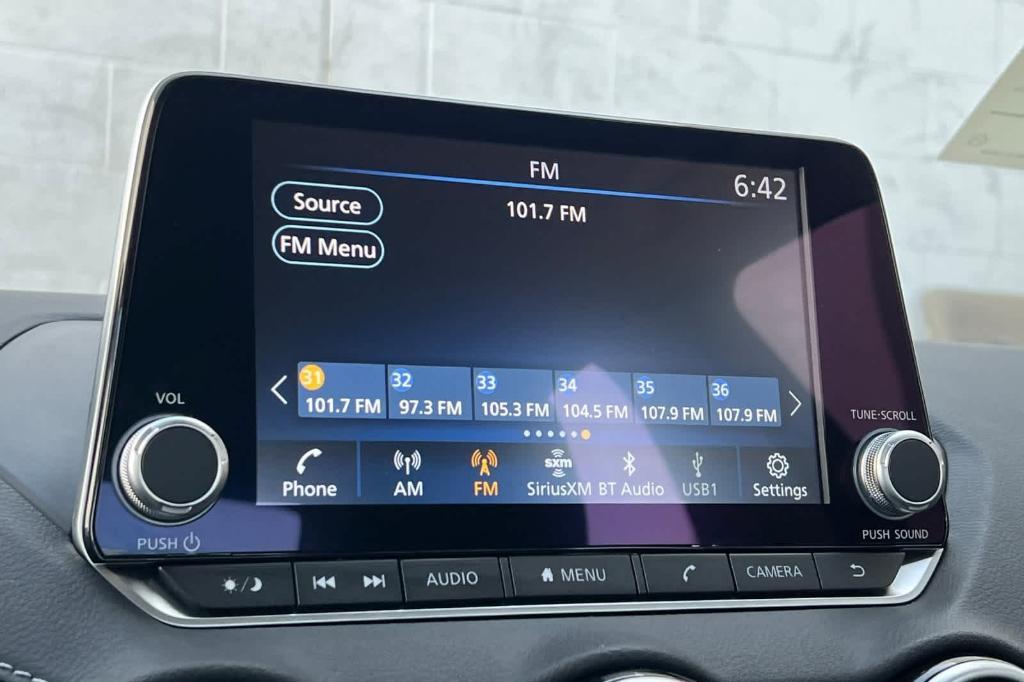 FM
6:42
Source
101.7 FM
FM Menu
31 32 33 34 35 36
101.7 FM 97.3 FM 105.3 FM 104.5 FM 107.9 FM 107.9 FM
Phone AM FM sxm SiriusXM BT Audio USB1 Settings
VOL
TUNE·SCROLL
PUSH
PUSH SOUND
AUDIO MENU CAMERA